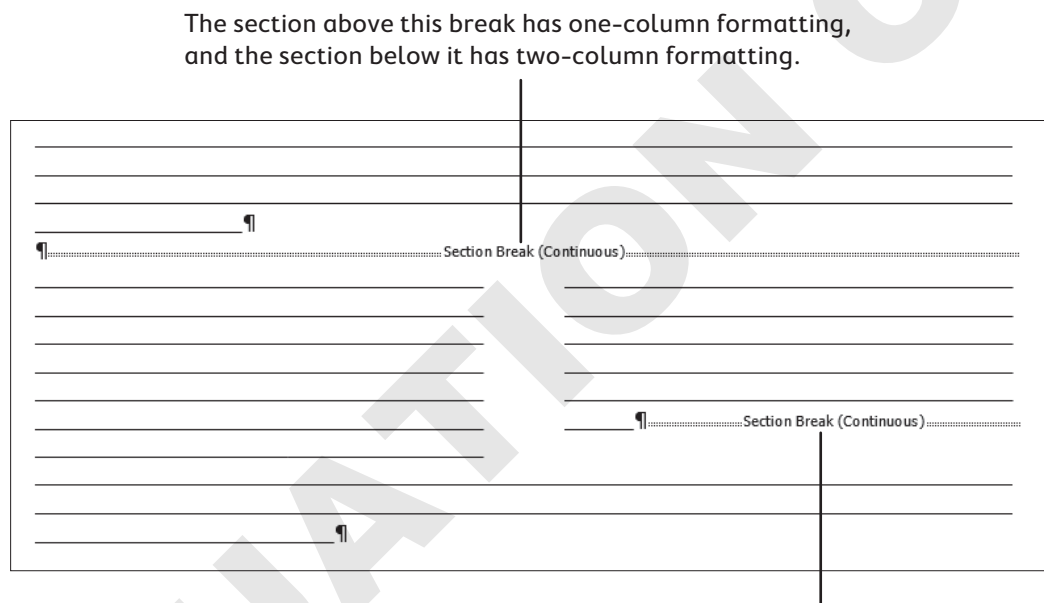 The section above this break has one-column formatting,
and the section below it has two-column formatting.
¶
¶ Section Break (Continuous)
¶ Section Break (Continuous)
¶
UATION C